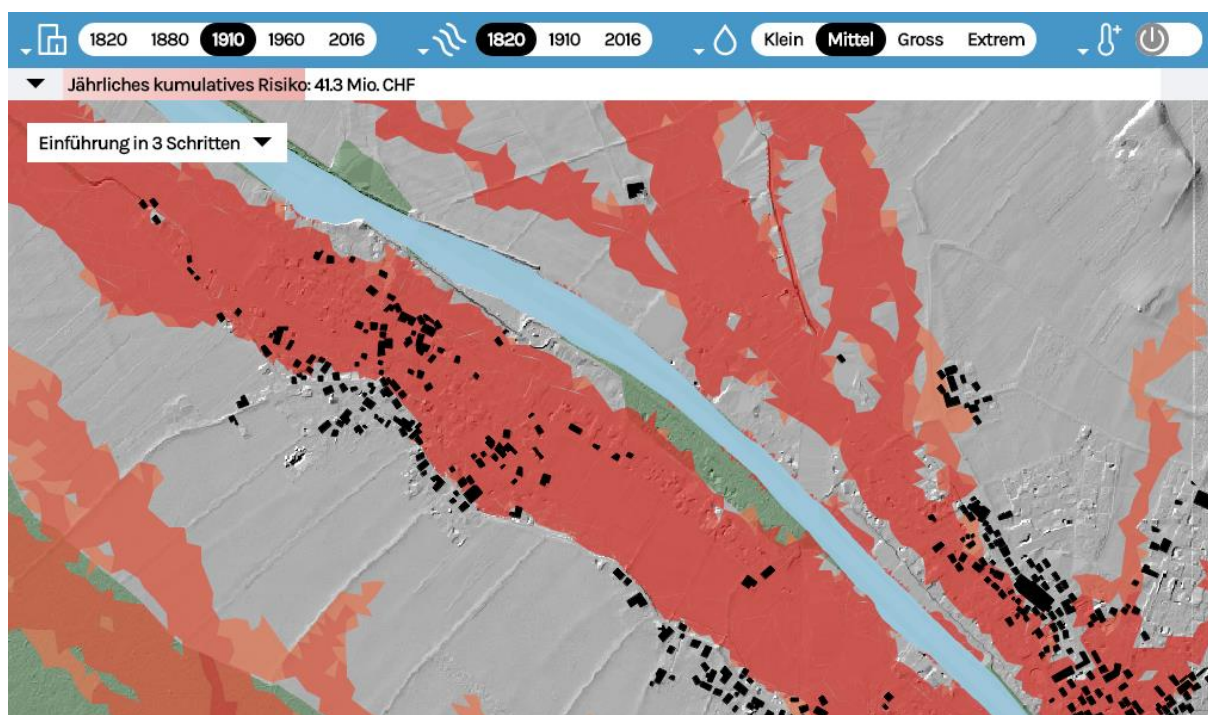 1820 1880 1910 1960 2016 1820 1910 2016 Klein Mittel Gross Extrem
Jährliches kumulatives Risiko: 41.3 Mio. CHF
Einführung in 3 Schritten